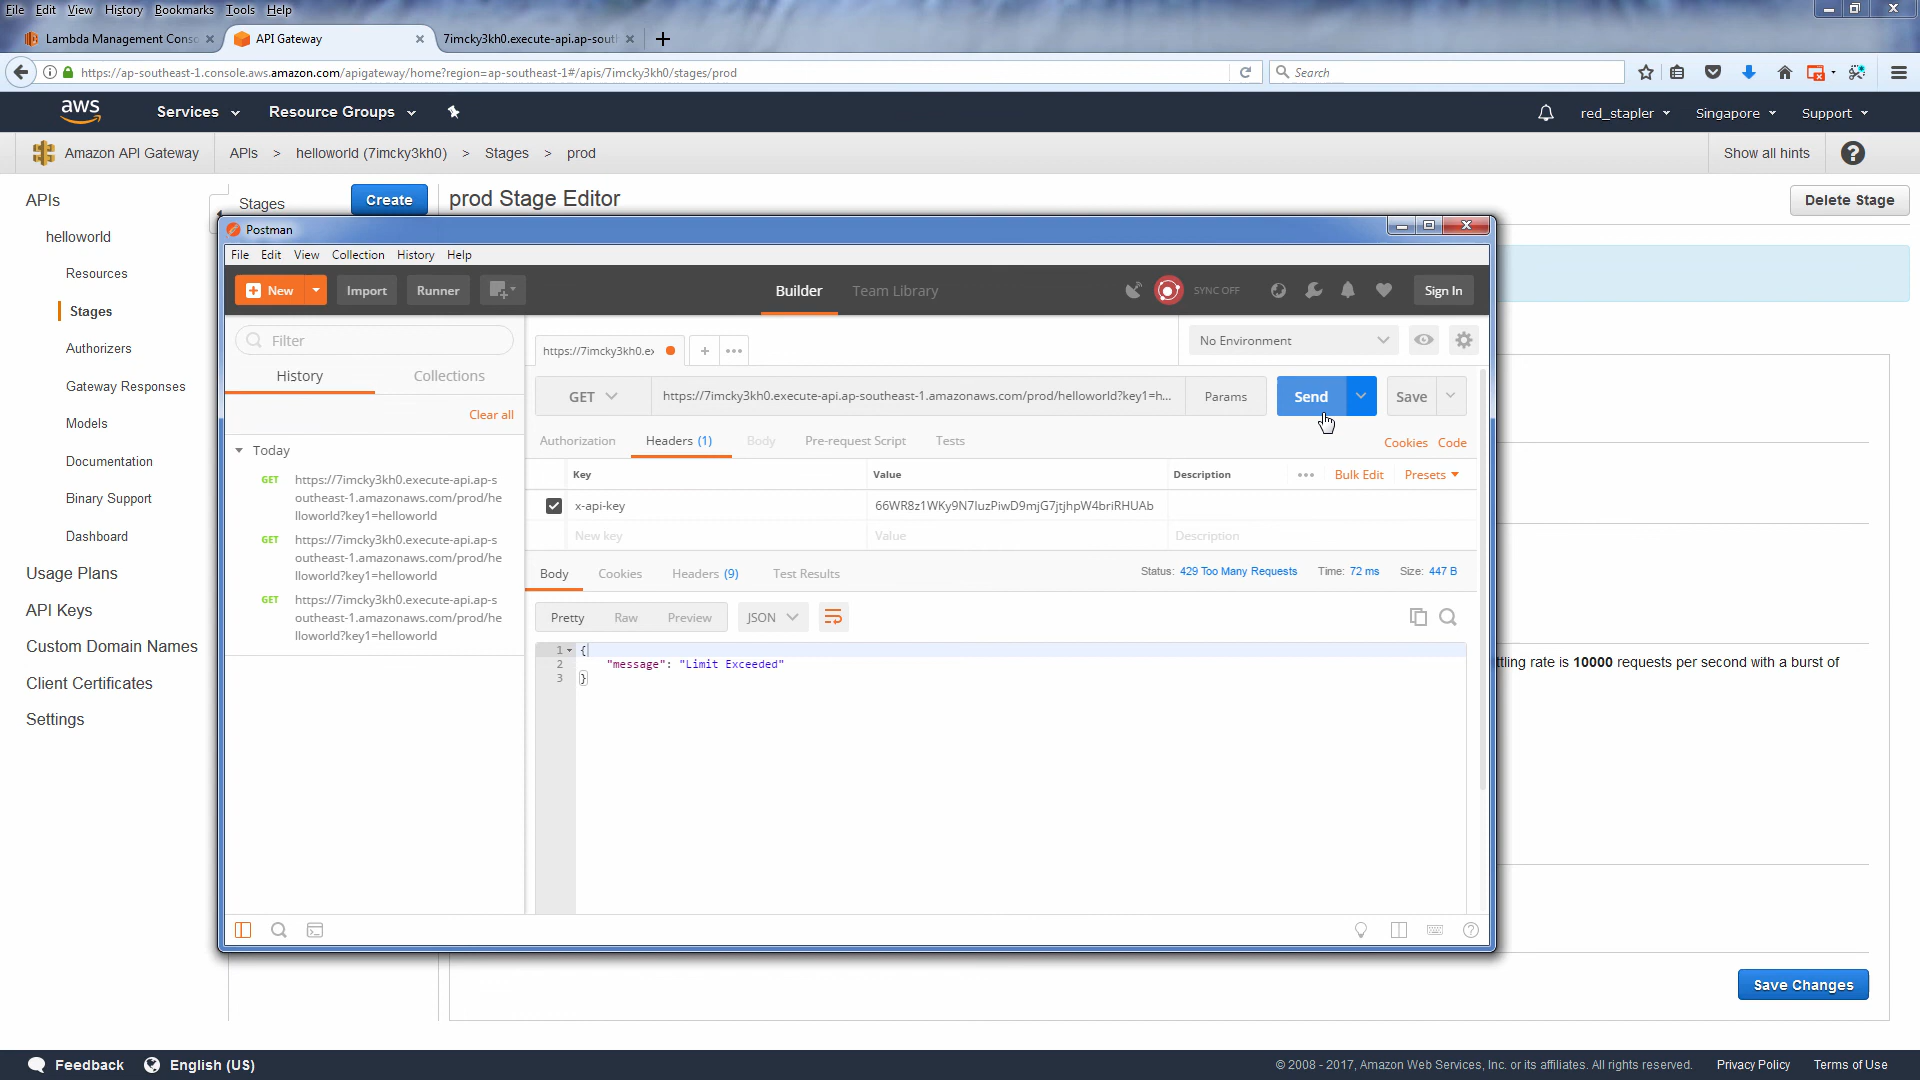 File Edit View History Bookmarks Tools Help
Lambda Management Conso
API Gateway
7imcky3kh0.execute-api.ap-sout
https://ap-southeast-1.console.aws.amazon.com/apigateway/home?region=ap-southeast-1#/apis/7imcky3kh0/stages/prod
Search
aws
Services
Resource Groups
red_stapler
Singapore
Support
Amazon API Gateway
APIs > helloworld (7imcky3kh0) > Stages > prod
Show all hints
APIs
helloworld
Resources
Stages
Authorizers
Gateway Responses
Models
Documentation
Binary Support
Dashboard
Usage Plans
API Keys
Custom Domain Names
Client Certificates
Settings
Stages
Create
prod Stage Editor
Delete Stage
Postman
File Edit View Collection History Help
New
Import
Runner
Builder
Team Library
SYNC OFF
Sign In
Filter
History
Collections
Clear all
Today
GET https://7imcky3kh0.execute-api.ap-s
outheast-1.amazonaws.com/prod/he
lloworld?key1=helloworld
GET https://7imcky3kh0.execute-api.ap-s
outheast-1.amazonaws.com/prod/he
lloworld?key1=helloworld
GET https://7imcky3kh0.execute-api.ap-s
outheast-1.amazonaws.com/prod/he
lloworld?key1=helloworld
https://7imcky3kh0.e
No Environment
GET
https://7imcky3kh0.execute-api.ap-southeast-1.amazonaws.com/prod/helloworld?key1=h...
Params
Send
Save
Authorization
Headers (1)
Body
Pre-request Script
Tests
Cookies
Code
Key
Value
Description
Bulk Edit
Presets
x-api-key
66WR8z1WKy9N7IuzPiwD9mjG7jtjhpW4briRHUAb
New key
Value
Description
Body
Cookies
Headers (9)
Test Results
Status: 429 Too Many Requests
Time: 72 ms
Size: 447 B
Pretty
Raw
Preview
JSON
1 {
2 "message": "Limit Exceeded"
3 }
tling rate is 10000 requests per second with a burst of
Save Changes
Feedback
English (US)
© 2008 - 2017, Amazon Web Services, Inc. or its affiliates. All rights reserved.
Privacy Policy
Terms of Use